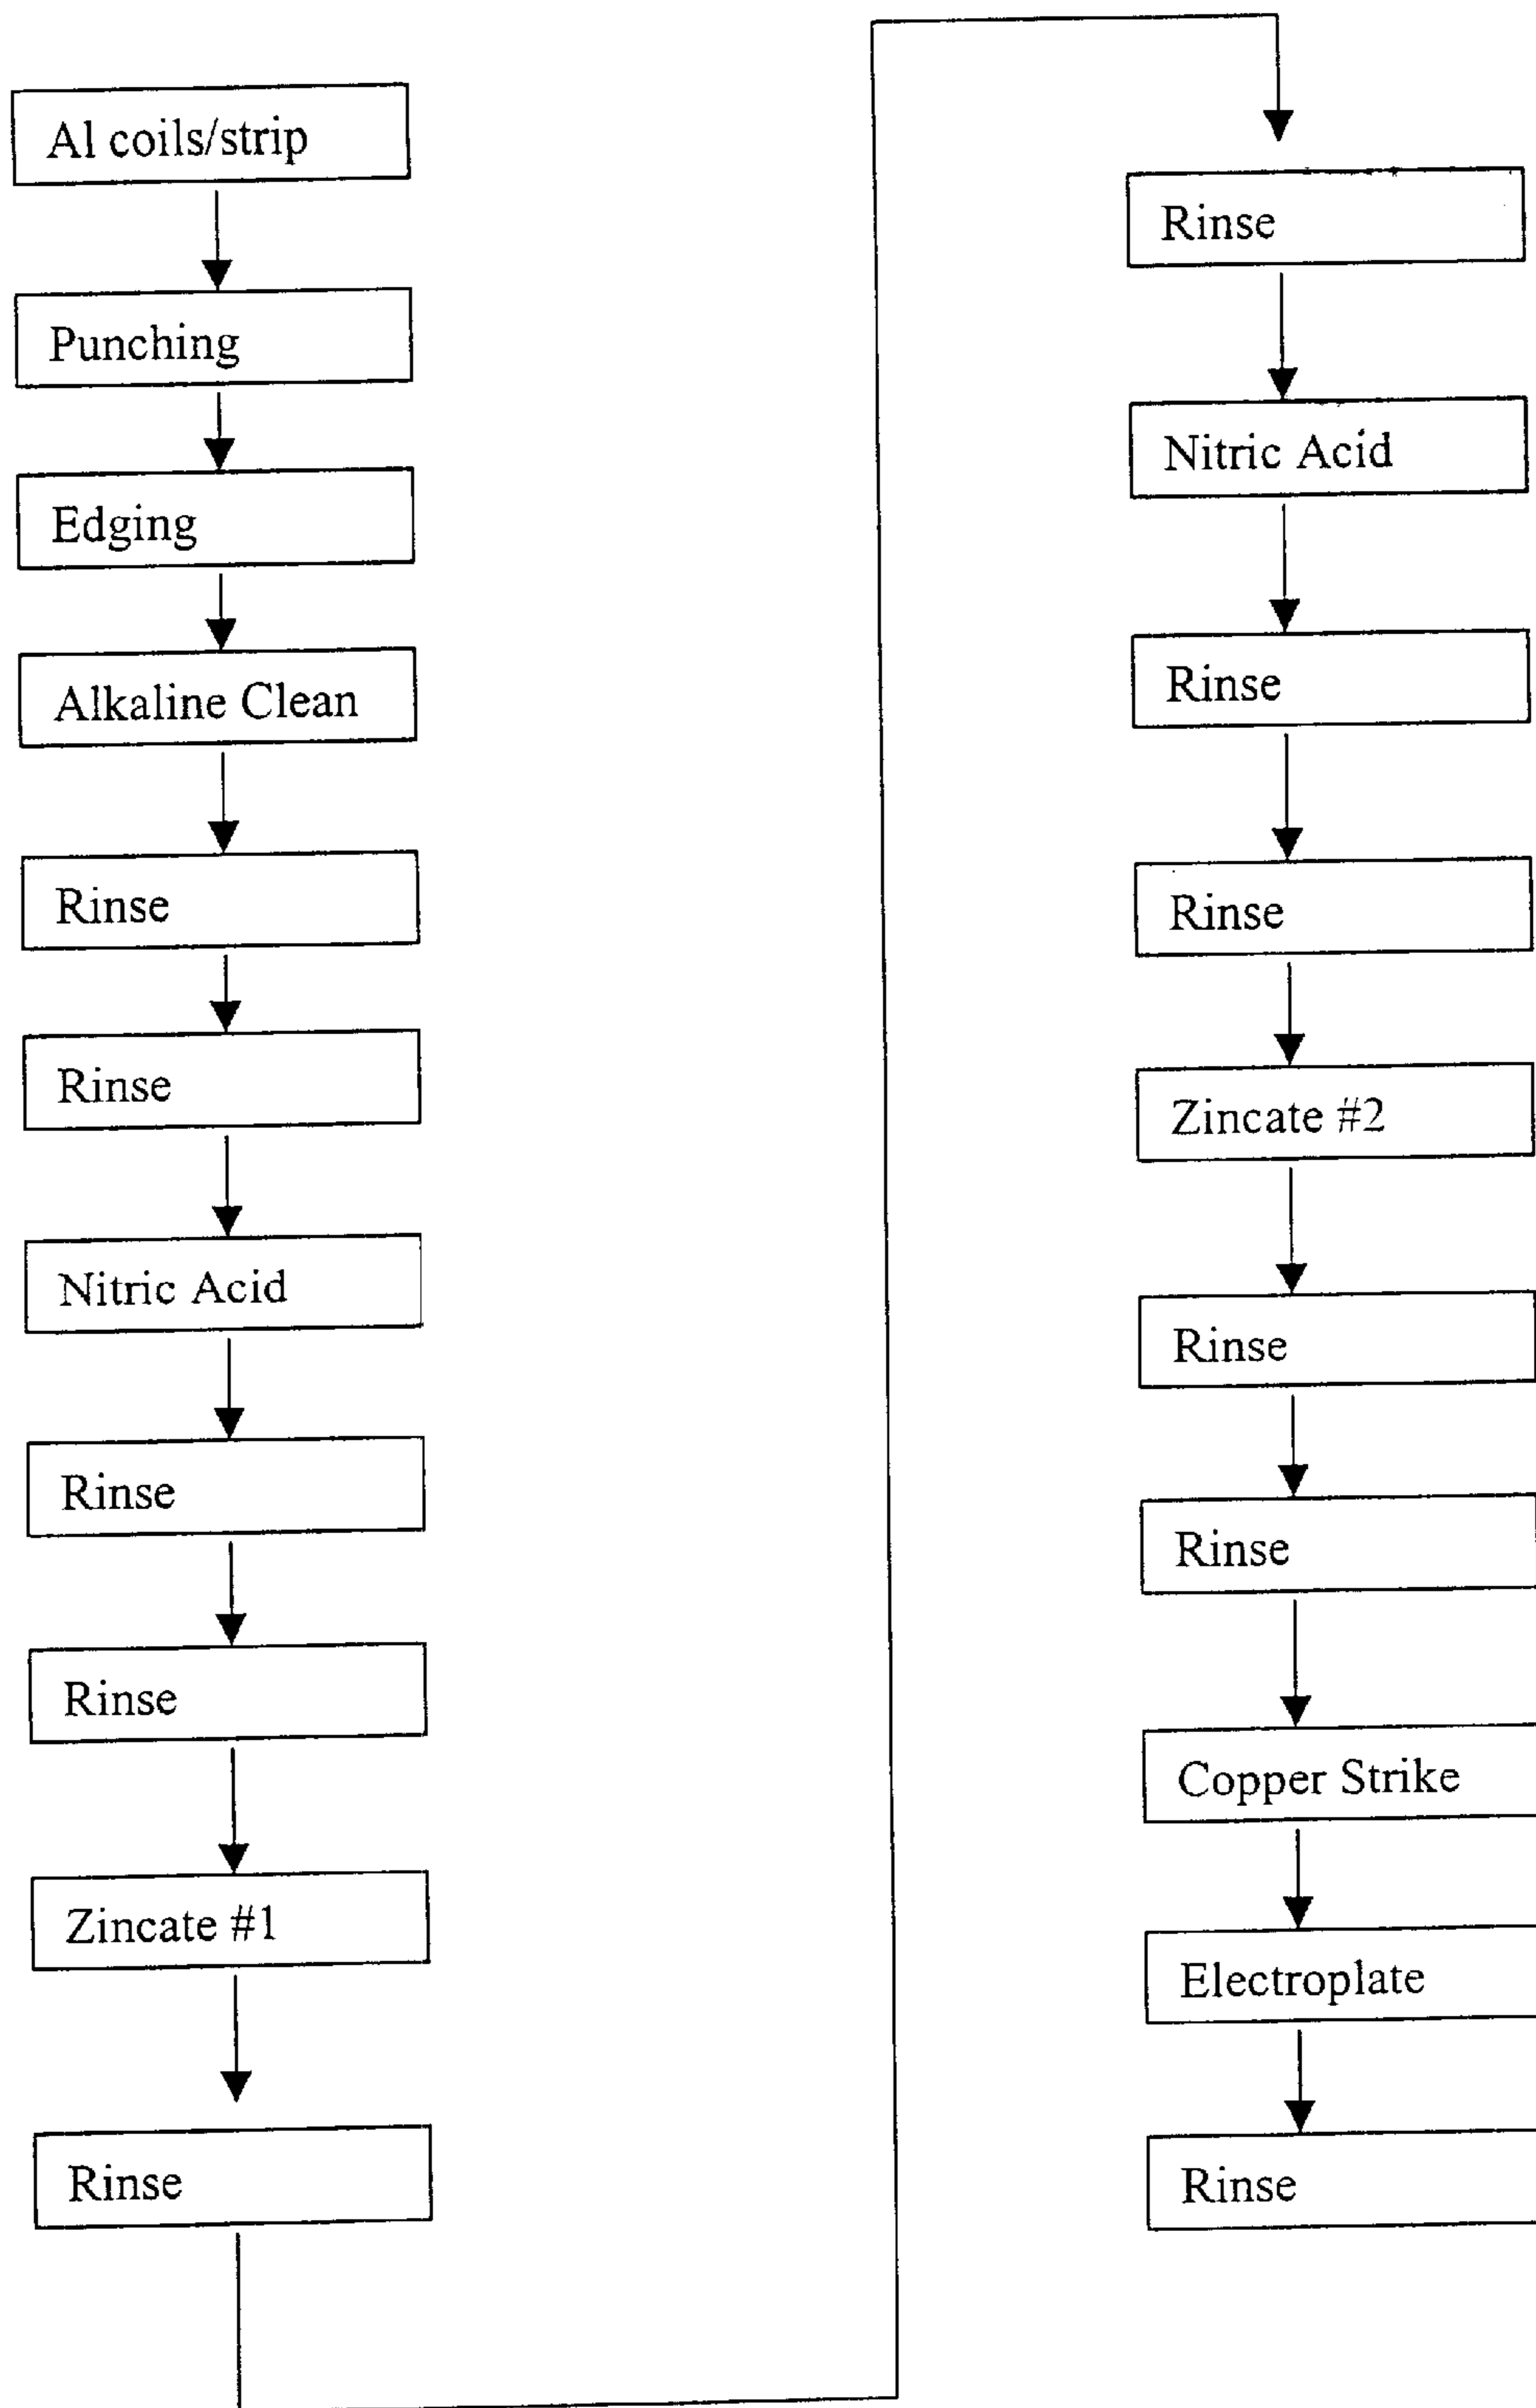 Al coils/strip
Punching
Edging
Alkaline Clean
Rinse
Rinse
Nitric Acid
Rinse
Rinse
Zincate #1
Rinse
Rinse
Nitric Acid
Rinse
Rinse
Zincate #2
Rinse
Rinse
Copper Strike
Electroplate
Rinse